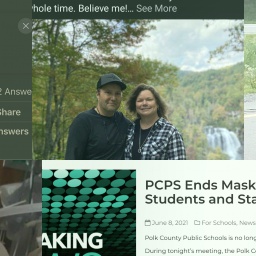 whole time. Believe me!... See More
2 Answe
Share
nswers
PCPS Ends Mask
Students and Sta
June 8, 2021 For Schools, News
Polk County Public Schools is no long
During tonight's meeting, the Polk C
AKING